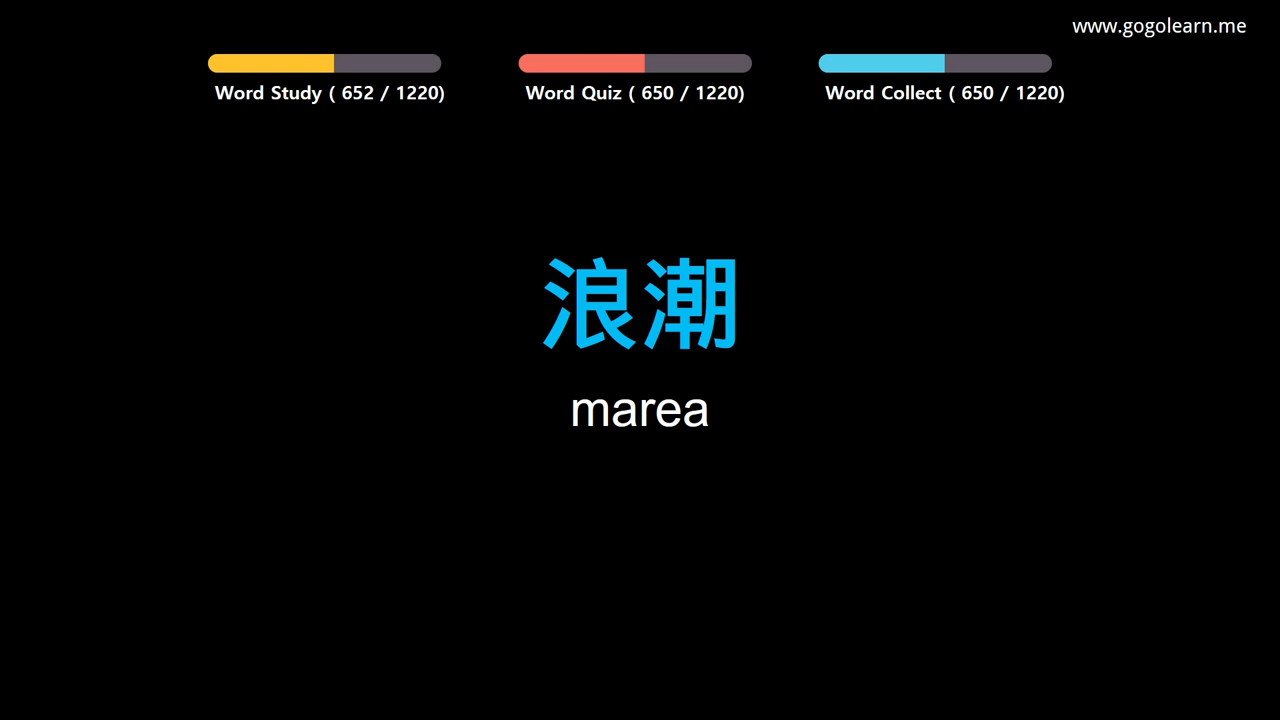 www.gogolearn.me
Word Study ( 652 / 1220)
Word Quiz ( 650 / 1220)
Word Collect ( 650 / 1220)
浪潮
marea